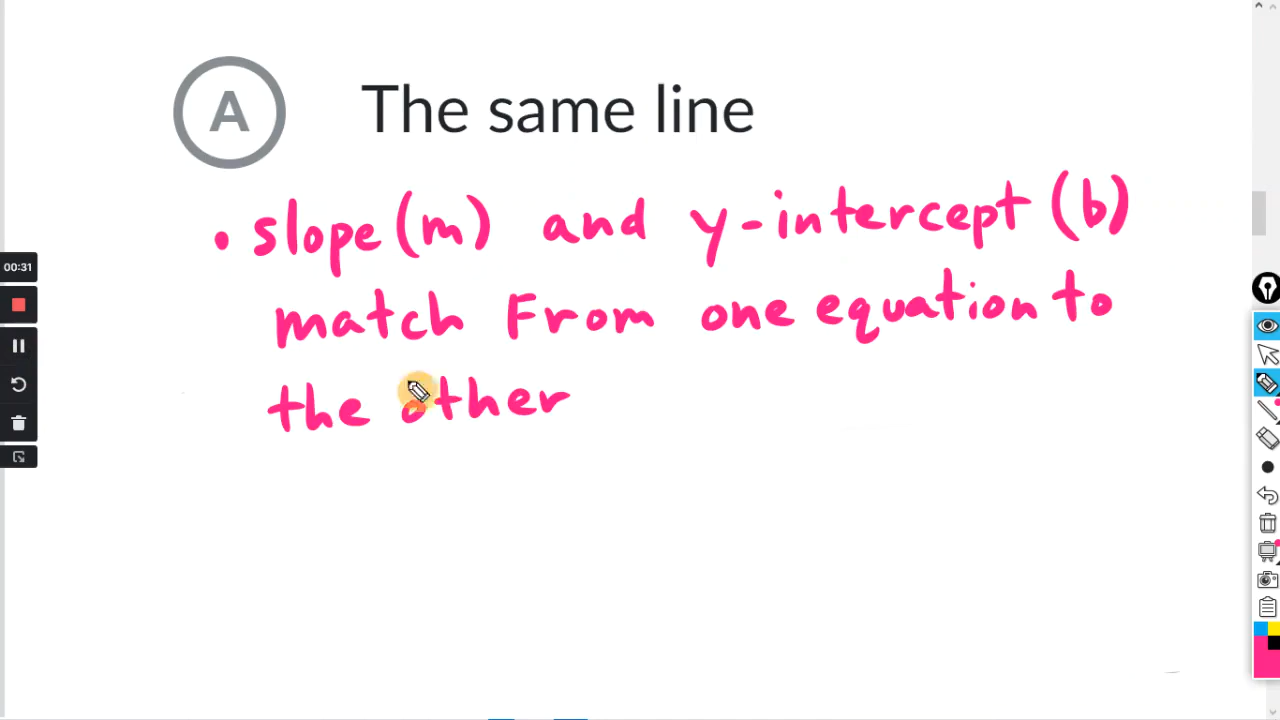 A The same line
• slope (m) and y-intercept (b)
match From one equation to
the other
00:31